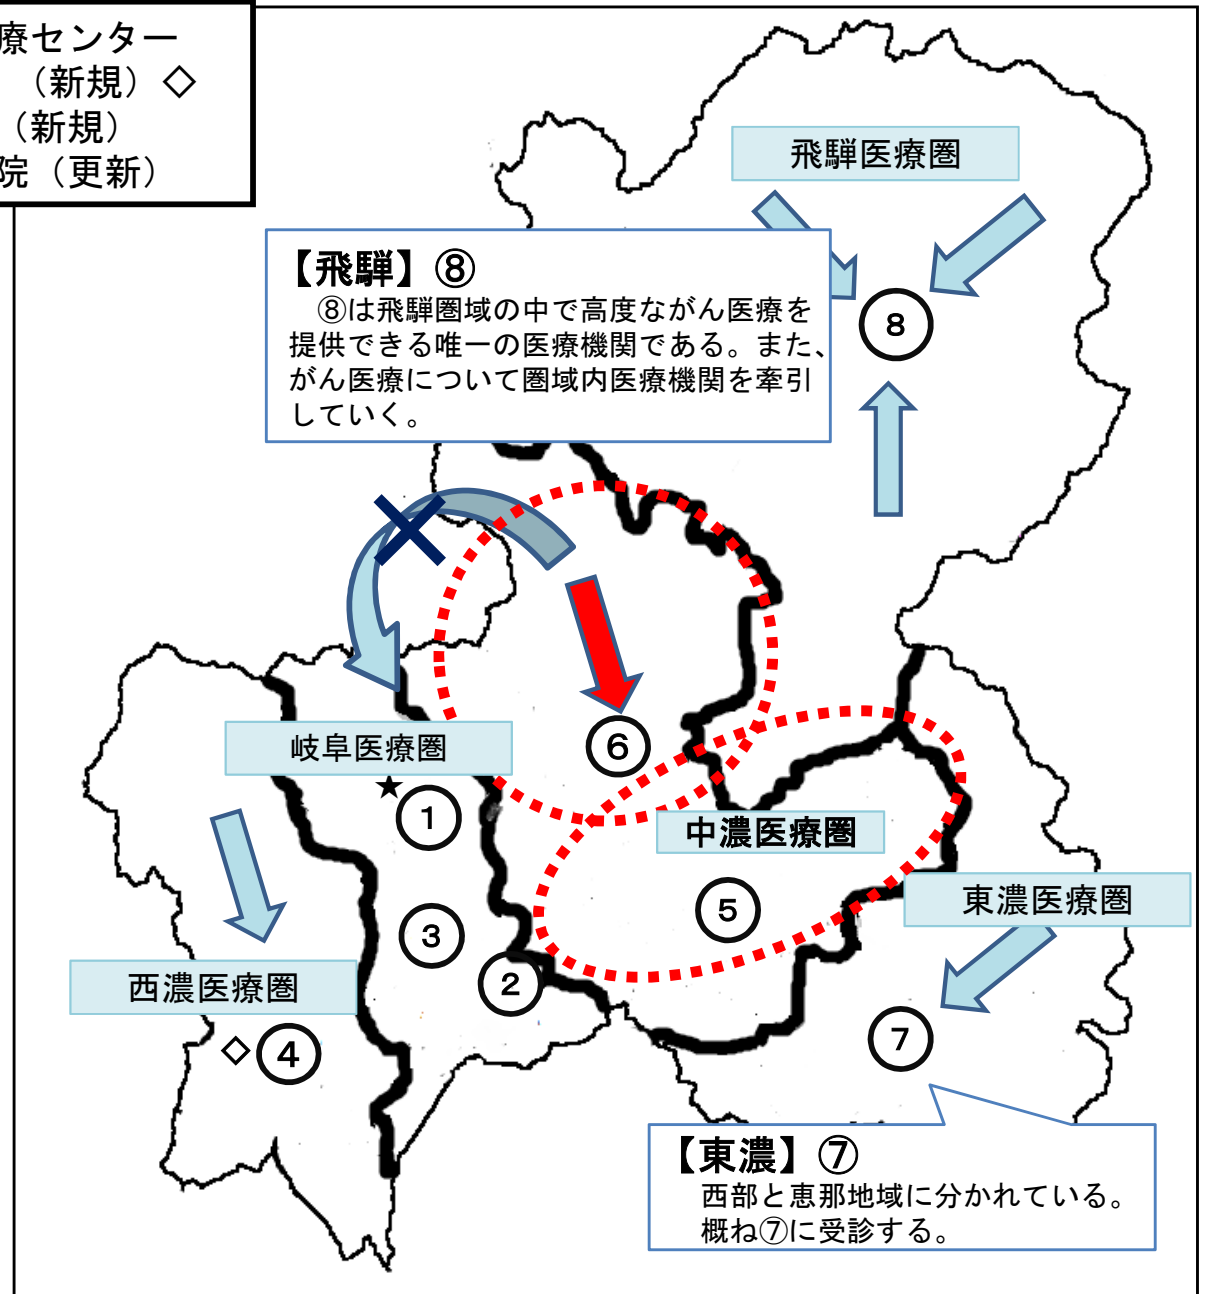 療センター
（新規）◇
（新規）
院（更新）
飛騨医療圏
【飛騨】⑧
⑧は飛騨圏域の中で高度ながん医療を
提供できる唯一の医療機関である。また、
がん医療について圏域内医療機関を牽引
していく。
⑧
⑥
岐阜医療圏
★
①
中濃医療圏
⑤
東濃医療圏
③
②
西濃医療圏
◇④
⑦
【東濃】⑦
西部と恵那地域に分かれている。
概ね⑦に受診する。